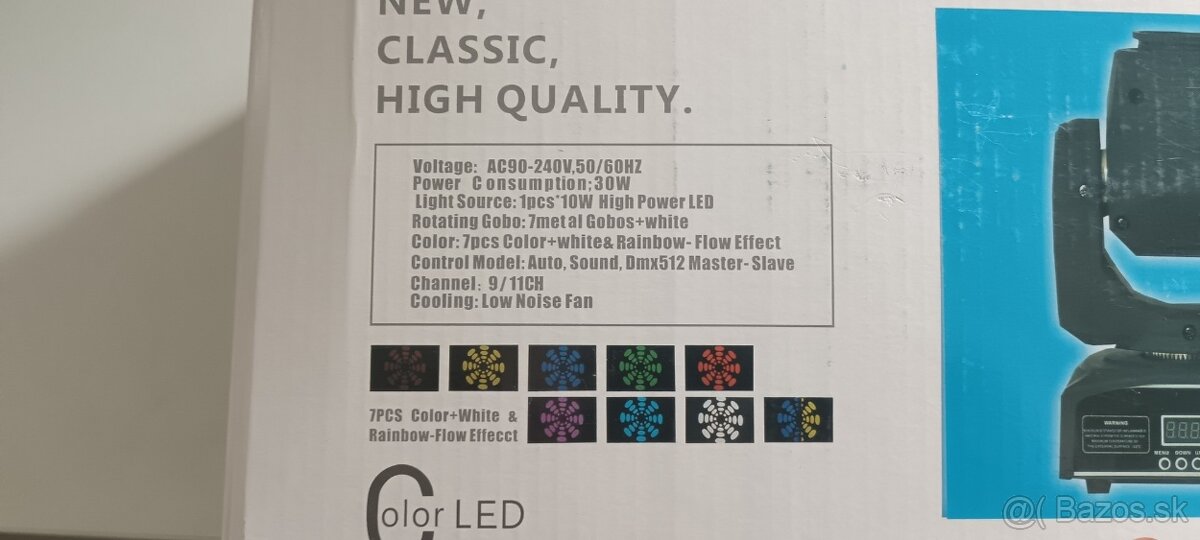 NEW,
CLASSIC,
HIGH QUALITY.
Voltage: AC90-240V,50/60HZ
Power Consumption;30W
Light Source: 1pcs*10W High Power LED
Rotating Gobo: 7metal Gobos+white
Color: 7pcs Color+white& Rainbow-Flow Effect
Control Model: Auto, Sound, Dmx512 Master-Slave
Channel: 9/11CH
Cooling: Low Noise Fan
7PCS Color+White &
Rainbow-Flow Effecct
Color LED
WARNING
MENU DOWN
Bazos.sk